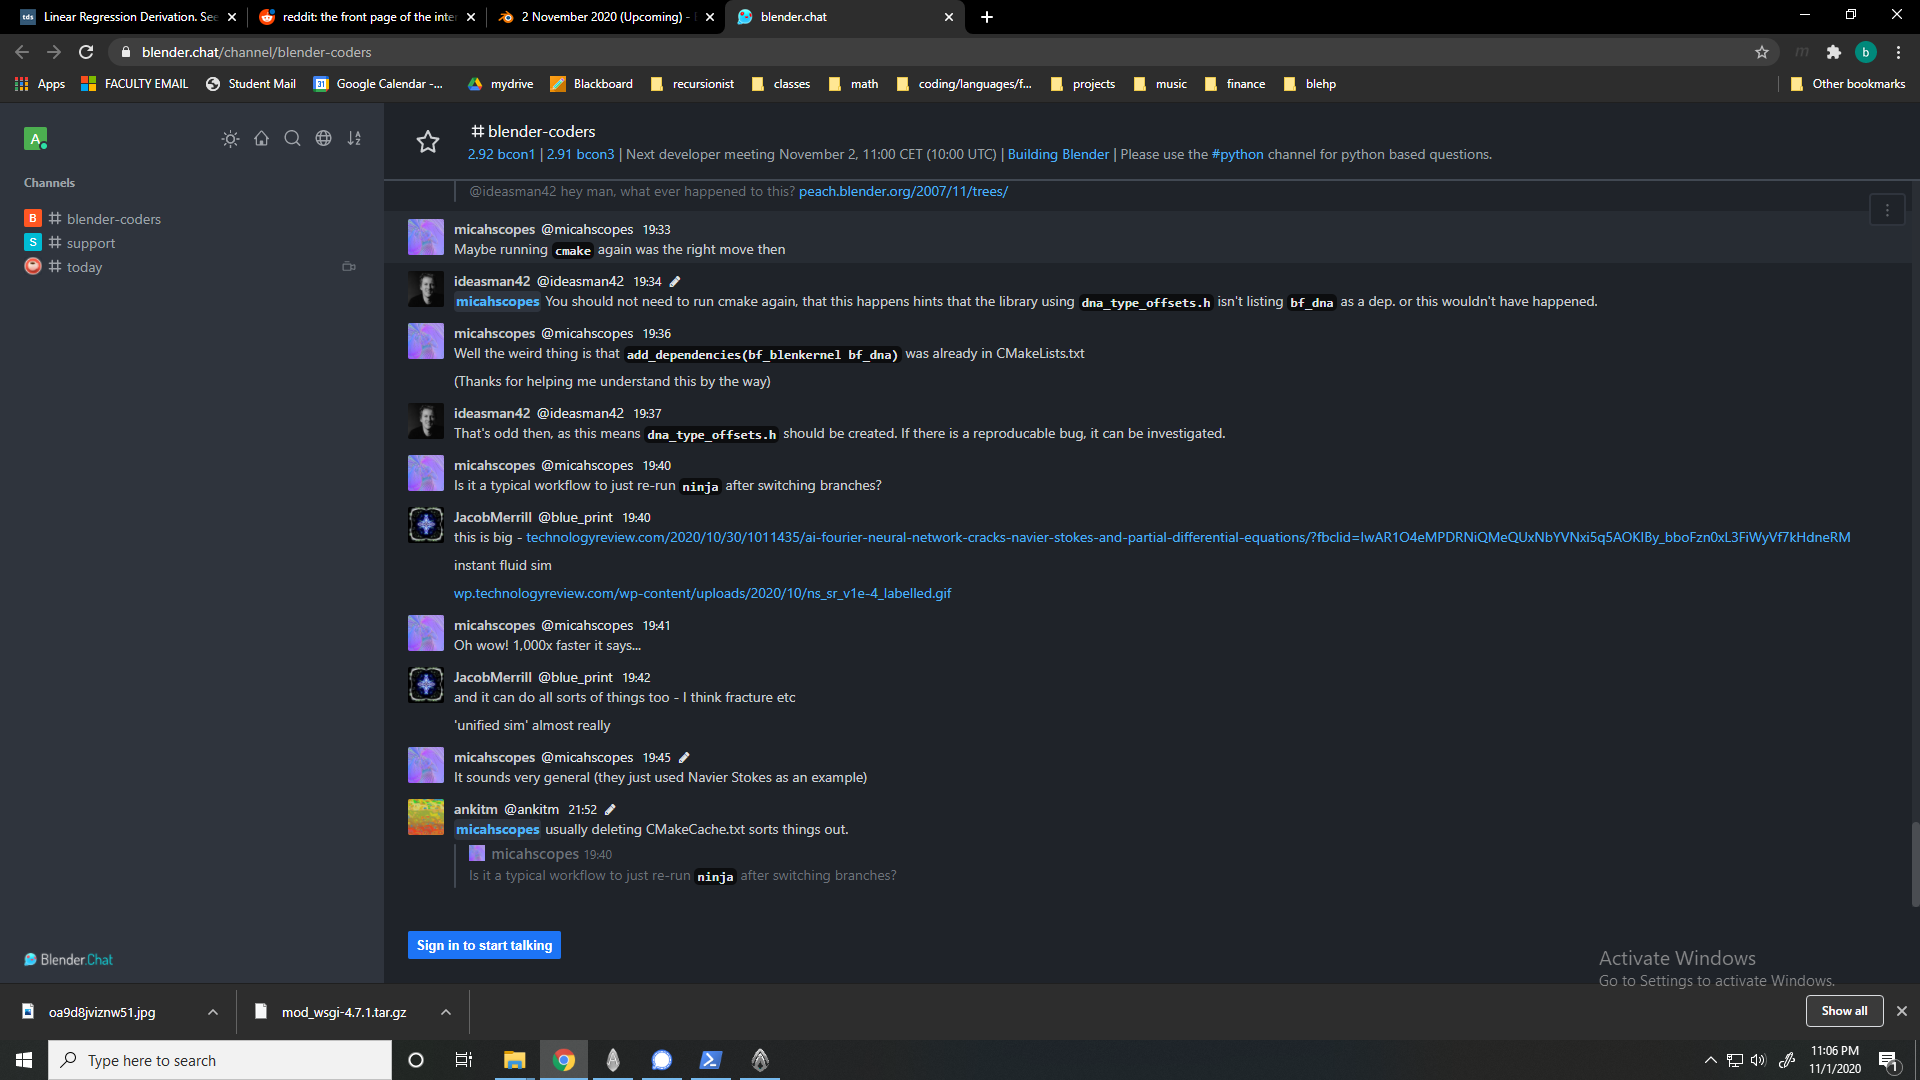 Linear Regression Derivation. See
reddit: the front page of the inter
2 November 2020 (Upcoming) -
blender.chat
blender.chat/channel/blender-coders
b
Apps
FACULTY EMAIL
Student Mail
Google Calendar -...
mydrive
Blackboard
recursionist
classes
math
coding/languages/f...
projects
music
finance
blehp
Other bookmarks
A
Channels
B # blender-coders
S # support
# today
Blender.Chat
# blender-coders
2.92 bcon1 | 2.91 bcon3 | Next developer meeting November 2, 11:00 CET (10:00 UTC) | Building Blender | Please use the #python channel for python based questions.
@ideasman42 hey man, what ever happened to this? peach.blender.org/2007/11/trees/
micahscopes @micahscopes 19:33
Maybe running cmake again was the right move then
ideasman42 @ideasman42 19:34
micahscopes You should not need to run cmake again, that this happens hints that the library using dna_type_offsets.h isn't listing bf_dna as a dep. or this wouldn't have happened.
micahscopes @micahscopes 19:36
Well the weird thing is that add_dependencies(bf_blenkernel bf_dna) was already in CMakeLists.txt
(Thanks for helping me understand this by the way)
ideasman42 @ideasman42 19:37
That's odd then, as this means dna_type_offsets.h should be created. If there is a reproducable bug, it can be investigated.
micahscopes @micahscopes 19:40
Is it a typical workflow to just re-run ninja after switching branches?
JacobMerrill @blue_print 19:40
this is big - technologyreview.com/2020/10/30/1011435/ai-fourier-neural-network-cracks-navier-stokes-and-partial-differential-equations/?fbclid=IwAR1O4eMPDRNiQMeQUxNbYVNxi5q5AOKIBy_bboFzn0xL3FiWyVf7kHdneRM
instant fluid sim
wp.technologyreview.com/wp-content/uploads/2020/10/ns_sr_v1e-4_labelled.gif
micahscopes @micahscopes 19:41
Oh wow! 1,000x faster it says...
JacobMerrill @blue_print 19:42
and it can do all sorts of things too - I think fracture etc
'unified sim' almost really
micahscopes @micahscopes 19:45
It sounds very general (they just used Navier Stokes as an example)
ankitm @ankitm 21:52
micahscopes usually deleting CMakeCache.txt sorts things out.
micahscopes 19:40
Is it a typical workflow to just re-run ninja after switching branches?
Sign in to start talking
Activate Windows
Go to Settings to activate Windows.
oa9d8jviznw51.jpg
mod_wsgi-4.7.1.tar.gz
Show all
Type here to search
11:06 PM
11/1/2020
1